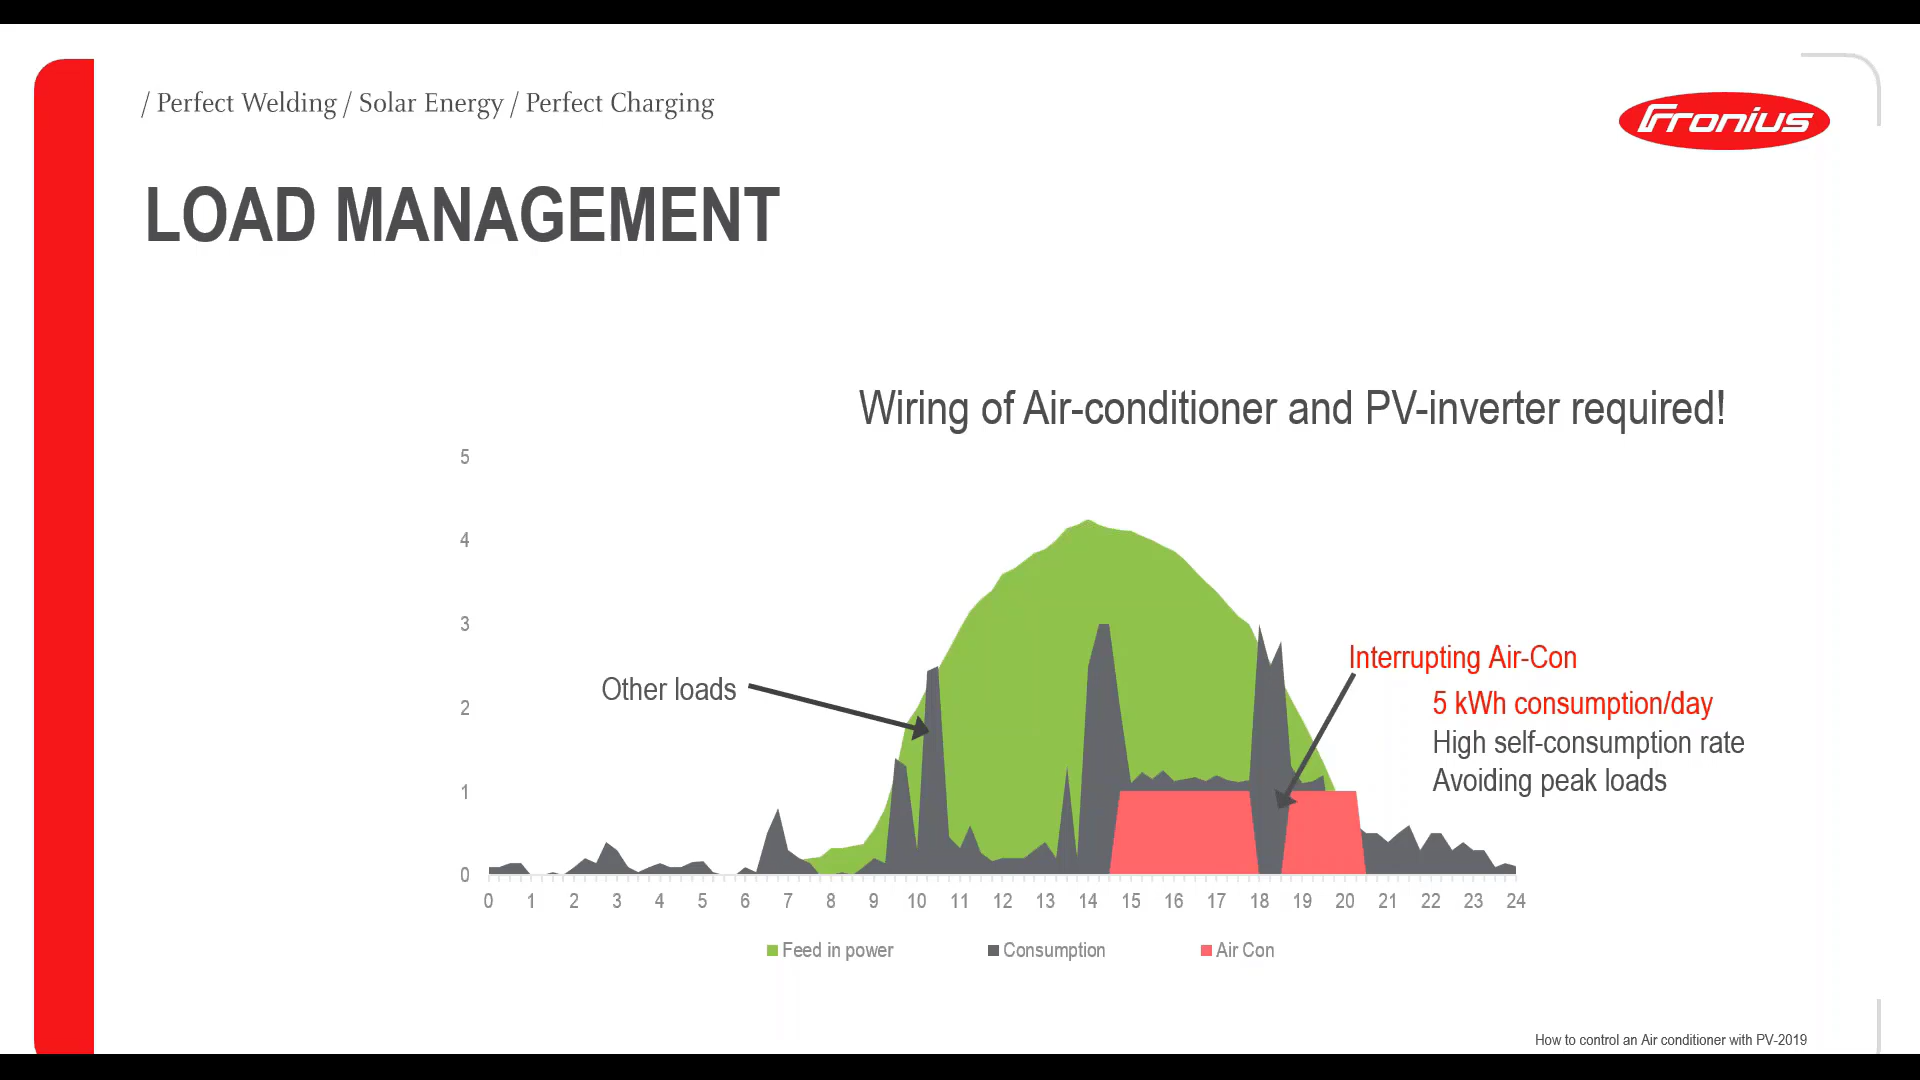 / Perfect Welding / Solar Energy / Perfect Charging
Fronius
LOAD MANAGEMENT
Wiring of Air-conditioner and PV-inverter required!
5
4
3
2
1
0
Other loads
Interrupting Air-Con
5 kWh consumption/day
High self-consumption rate
Avoiding peak loads
0 1 2 3 4 5 6 7 8 9 10 11 12 13 14 15 16 17 18 19 20 21 22 23 24
Feed in power Consumption Air Con
How to control an Air conditioner with PV-2019